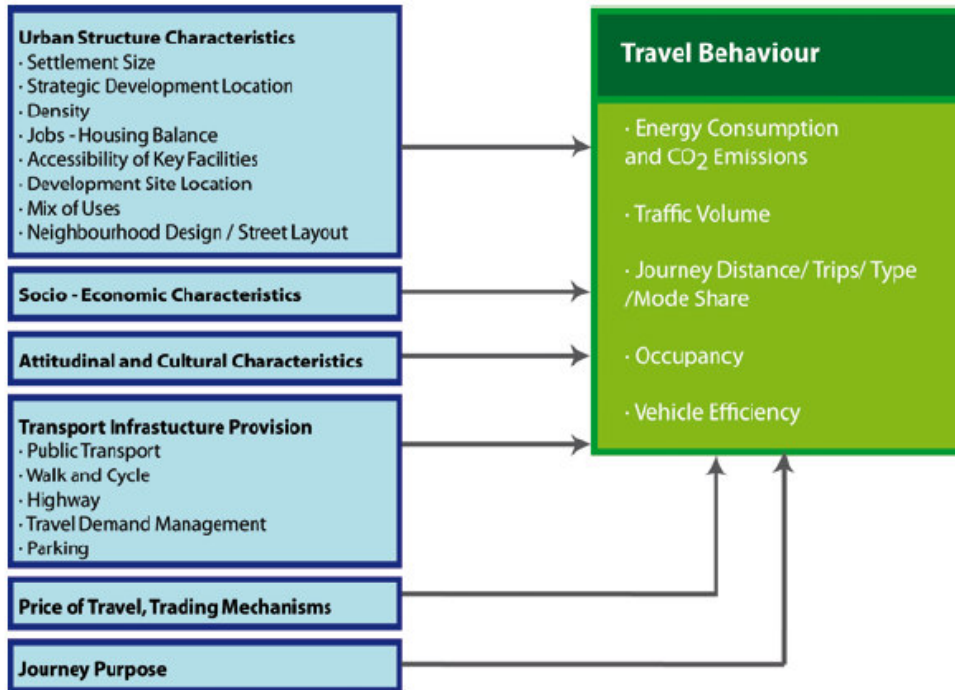 Urban Structure Characteristics
· Settlement Size
· Strategic Development Location
· Density
· Jobs - Housing Balance
· Accessibility of Key Facilities
· Development Site Location
· Mix of Uses
· Neighbourhood Design / Street Layout
Socio - Economic Characteristics
Attitudinal and Cultural Characteristics
Transport Infrastucture Provision
· Public Transport
· Walk and Cycle
· Highway
· Travel Demand Management
· Parking
Price of Travel, Trading Mechanisms
Journey Purpose
Travel Behaviour
· Energy Consumption
and CO2 Emissions
· Traffic Volume
· Journey Distance/ Trips/ Type
/Mode Share
· Occupancy
· Vehicle Efficiency